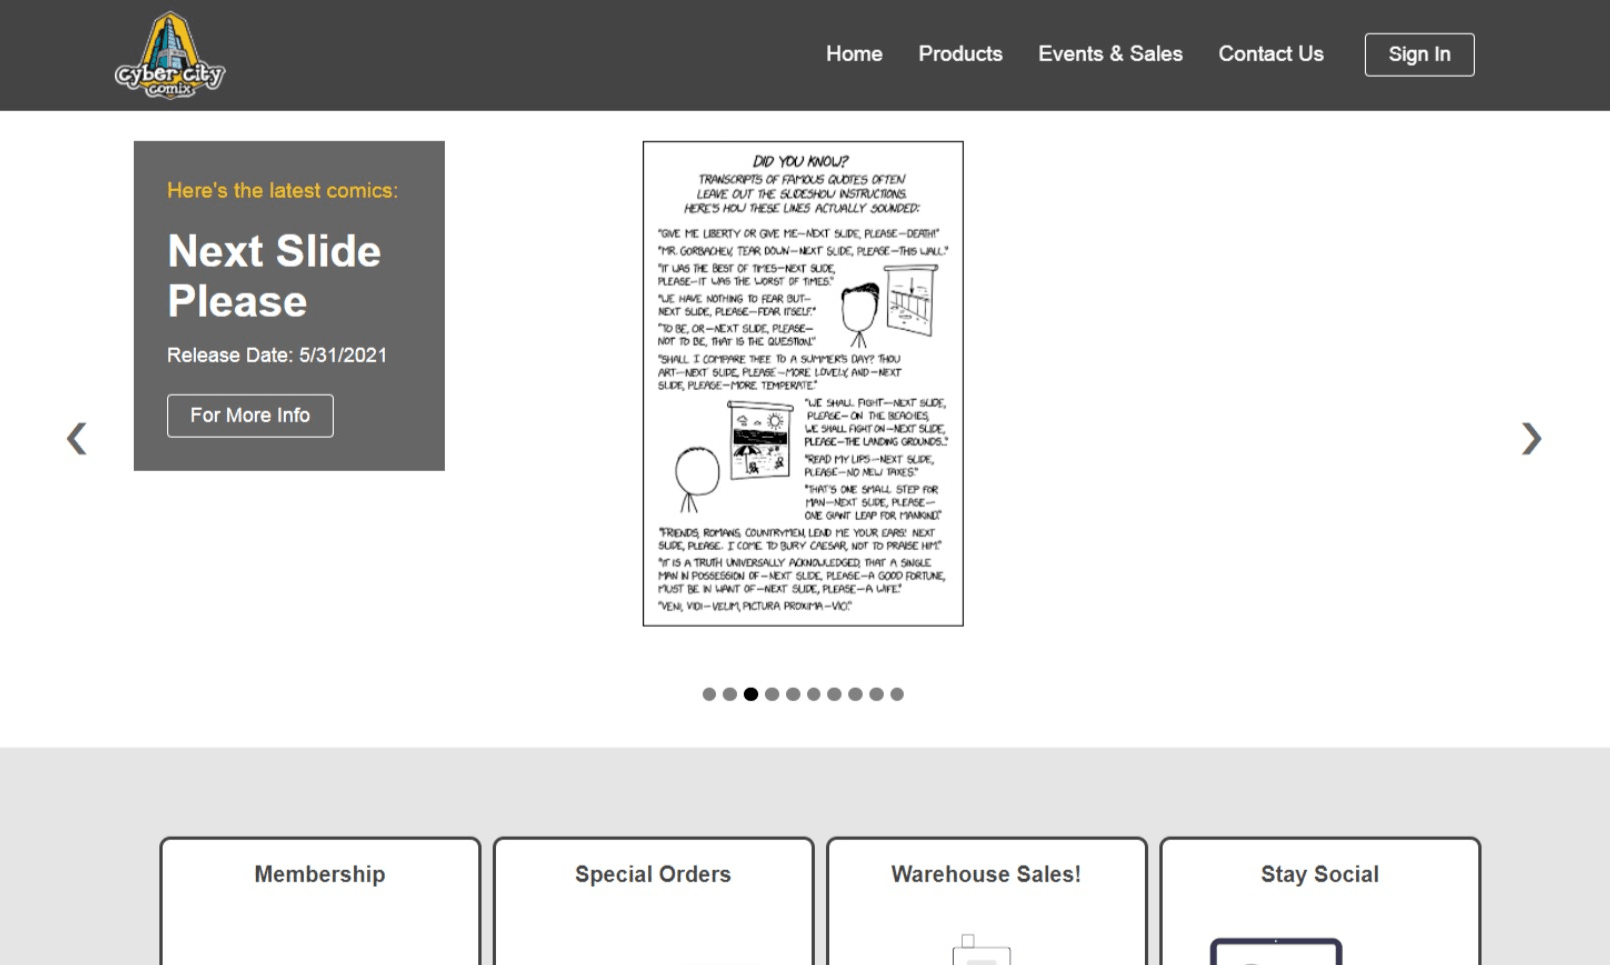 cyber city
comix
Home Products Events & Sales Contact Us Sign In
Here's the latest comics:
Next Slide
Please
Release Date: 5/31/2021
For More Info
DID YOU KNOW?
TRANSCRIPTS OF FAMOUS QUOTES OFTEN
LEAVE OUT THE SLIDESHOW INSTRUCTIONS.
HERE'S HOW THESE LINES ACTUALLY SOUNDED:
"GIVE ME LIBERTY OR GIVE ME—NEXT SLIDE, PLEASE—DEATH!"
"MR. GORBACHEV, TEAR DOWN—NEXT SLIDE, PLEASE—THIS WALL."
"IT WAS THE BEST OF TIMES—NEXT SLIDE,
PLEASE—IT WAS THE WORST OF TIMES."
"WE HAVE NOTHING TO FEAR BUT—
NEXT SLIDE, PLEASE—FEAR ITSELF."
"TO BE, OR—NEXT SLIDE, PLEASE—
NOT TO BE, THAT IS THE QUESTION."
"SHALL I COMPARE THEE TO A SUMMER'S DAY? THOU
ART—NEXT SLIDE, PLEASE—MORE LOVELY, AND—NEXT
SLIDE, PLEASE—MORE TEMPERATE."
"WE SHALL FIGHT—NEXT SLIDE,
PLEASE—ON THE BEACHES,
WE SHALL FIGHT ON—NEXT SLIDE,
PLEASE—THE LANDING GROUNDS..."
"READ MY LIPS—NEXT SLIDE,
PLEASE—NO NEW TAXES."
"THAT'S ONE SMALL STEP FOR
MAN—NEXT SLIDE, PLEASE—
ONE GIANT LEAP FOR MANKIND."
"FRIENDS, ROMANS, COUNTRYMEN, LEND ME YOUR EARS! NEXT
SLIDE, PLEASE. I COME TO BURY CAESAR, NOT TO PRAISE HIM."
"IT IS A TRUTH UNIVERSALLY ACKNOWLEDGED, THAT A SINGLE
MAN IN POSSESSION OF—NEXT SLIDE, PLEASE—A GOOD FORTUNE,
MUST BE IN WANT OF—NEXT SLIDE, PLEASE—A WIFE."
"VENI, VIDI—VELIM, PICTURA PROXIMA—VICI."
Membership Special Orders Warehouse Sales! Stay Social